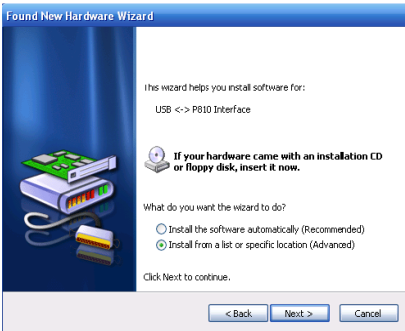 Found New Hardware Wizard
This wizard helps you install software for:
USB <-> P810 Interface
If your hardware came with an installation CD
or floppy disk, insert it now.
What do you want the wizard to do?
Install the software automatically (Recommended)
Install from a list or specific location (Advanced)
Click Next to continue.
< Back
Next >
Cancel